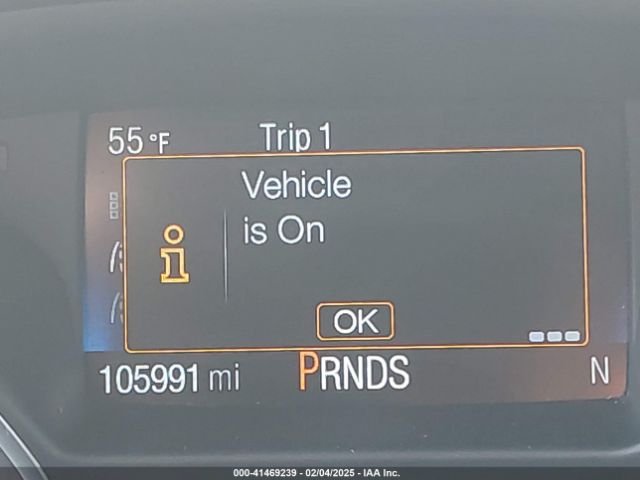 55 °F Trip 1
Vehicle
is On
i
OK
105991 mi PRNDS N
000-41469239 - 02/04/2025 - IAA Inc.